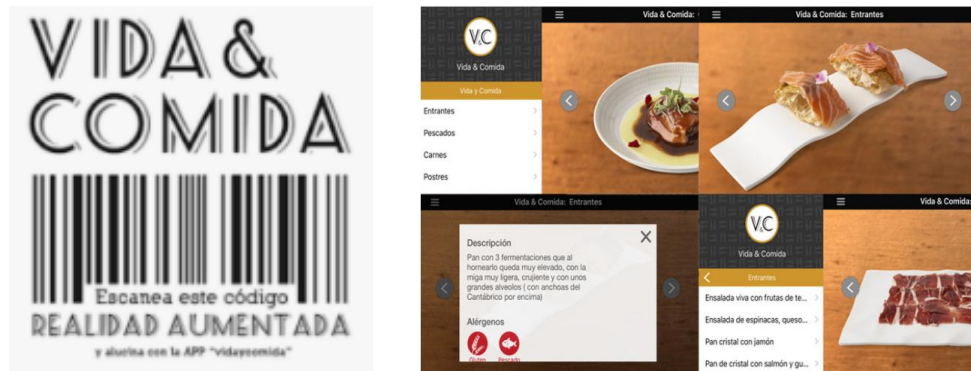 VIDA &
COMIDA
Escanea este código
REALIDAD AUMENTADA
y alucina con la APP "vidaycomida"
V&C
Vida & Comida
Vida y Comida
Entrantes
Pescados
Carnes
Postres
Vida & Comida:
Vida & Comida: Entrantes
Vida & Comida: Entrantes
Descripción
Pan con 3 fermentaciones que al
hornearlo queda muy elevado, con la
miga muy ligera, crujiente y con unos
grandes alveolos ( con anchoas del
Cantábrico por encima)
Alérgenos
Gluten Pescado
V&C
Vida & Comida
Entrantes
Ensalada viva con frutas de te...
Ensalada de espinacas, queso...
Pan cristal con jamón
Pan de cristal con salmón y gu...
Vida & Comida: